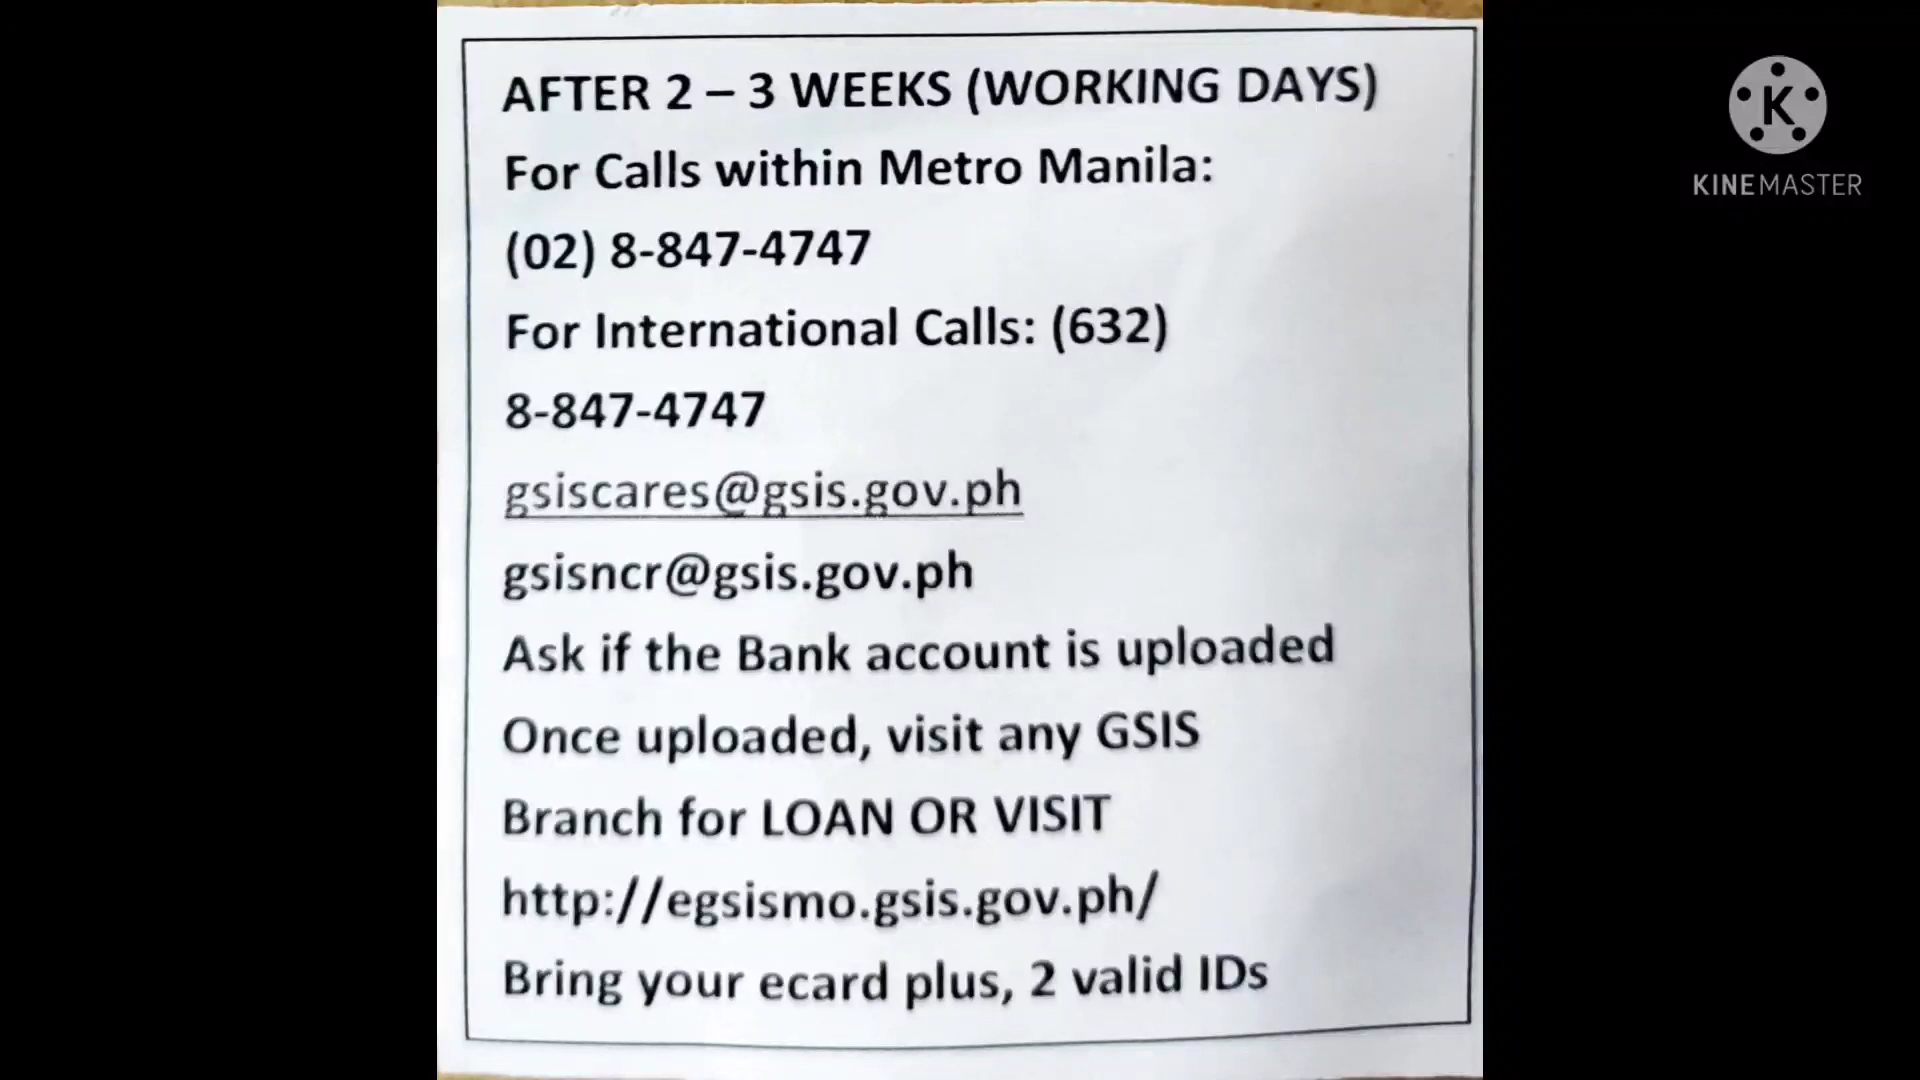 AFTER 2 – 3 WEEKS (WORKING DAYS)
For Calls within Metro Manila:
(02) 8-847-4747
For International Calls: (632)
8-847-4747
gsiscares@gsis.gov.ph
gsisncr@gsis.gov.ph
Ask if the Bank account is uploaded
Once uploaded, visit any GSIS
Branch for LOAN OR VISIT
http://egsismo.gsis.gov.ph/
Bring your ecard plus, 2 valid IDs
K
KINEMASTER